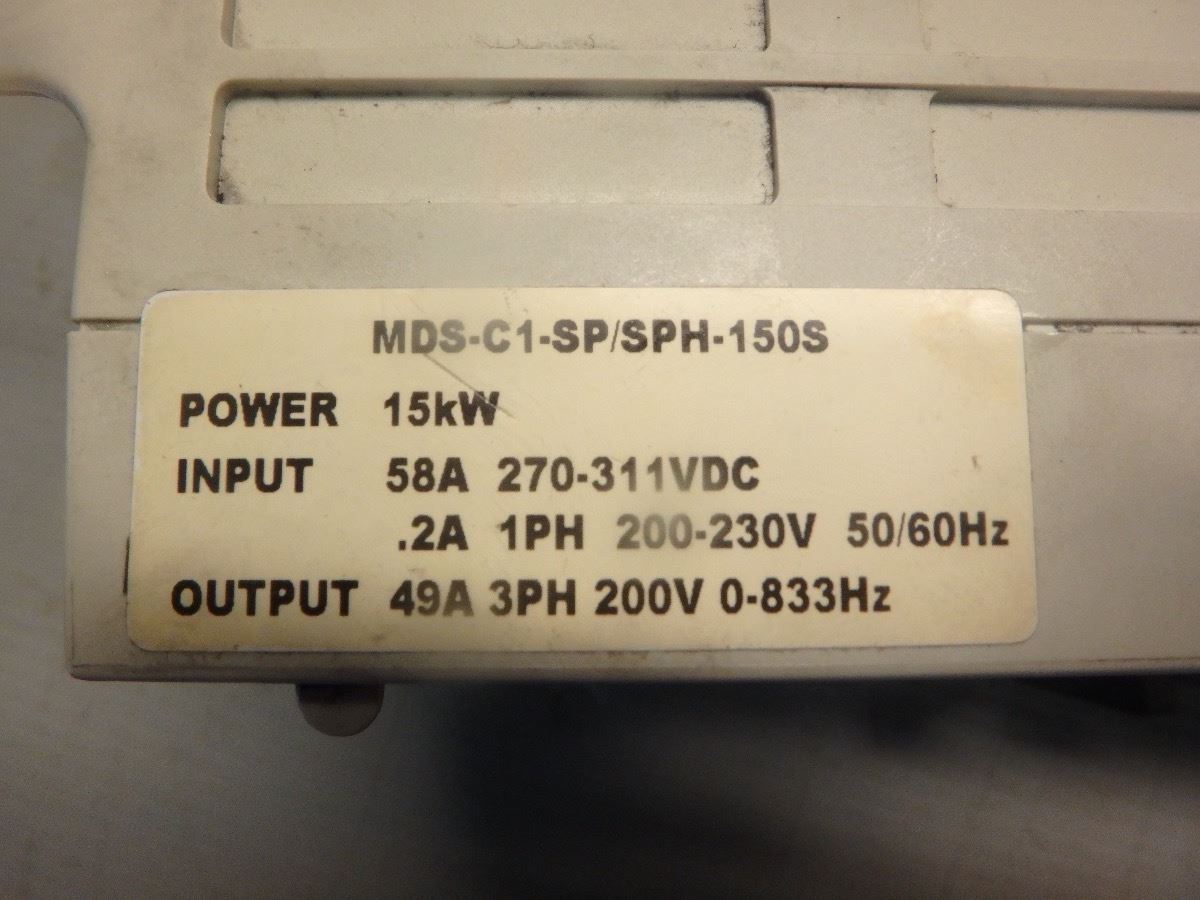 MDS-C1-SP/SPH-150S
POWER 15kW
INPUT 58A 270-311VDC
.2A 1PH 200-230V 50/60Hz
OUTPUT 49A 3PH 200V 0-833Hz